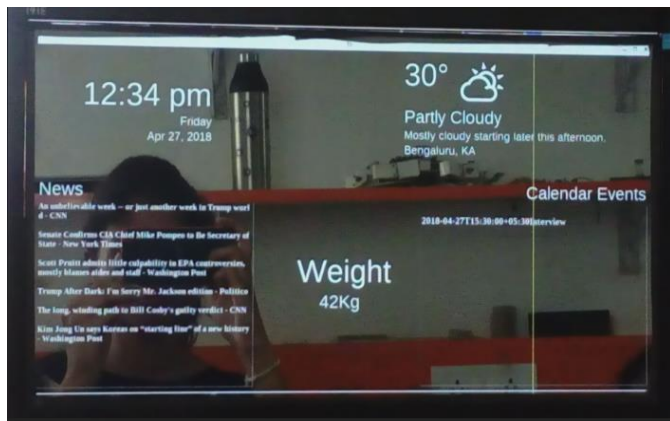 12:34 pm
Friday
Apr 27, 2018
30°
Partly Cloudy
Mostly cloudy starting later this afternoon.
Bengaluru, KA
News
An unbelievable week -- or just another week in Trump worl
d - CNN
Senate Confirms CIA Chief Mike Pompeo to Be Secretary of
State - New York Times
Scott Pruitt admits little culpability in EPA controversies,
mostly blames aides and staff - Washington Post
Trump After Dark: I'm Sorry Mr. Jackson edition - Politico
The long, winding path to Bill Cosby's guilty verdict - CNN
Kim Jong Un says Koreas on “starting line” of a new history
- Washington Post
Calendar Events
2018-04-27T15:30:00+05:30Interview
Weight
42Kg